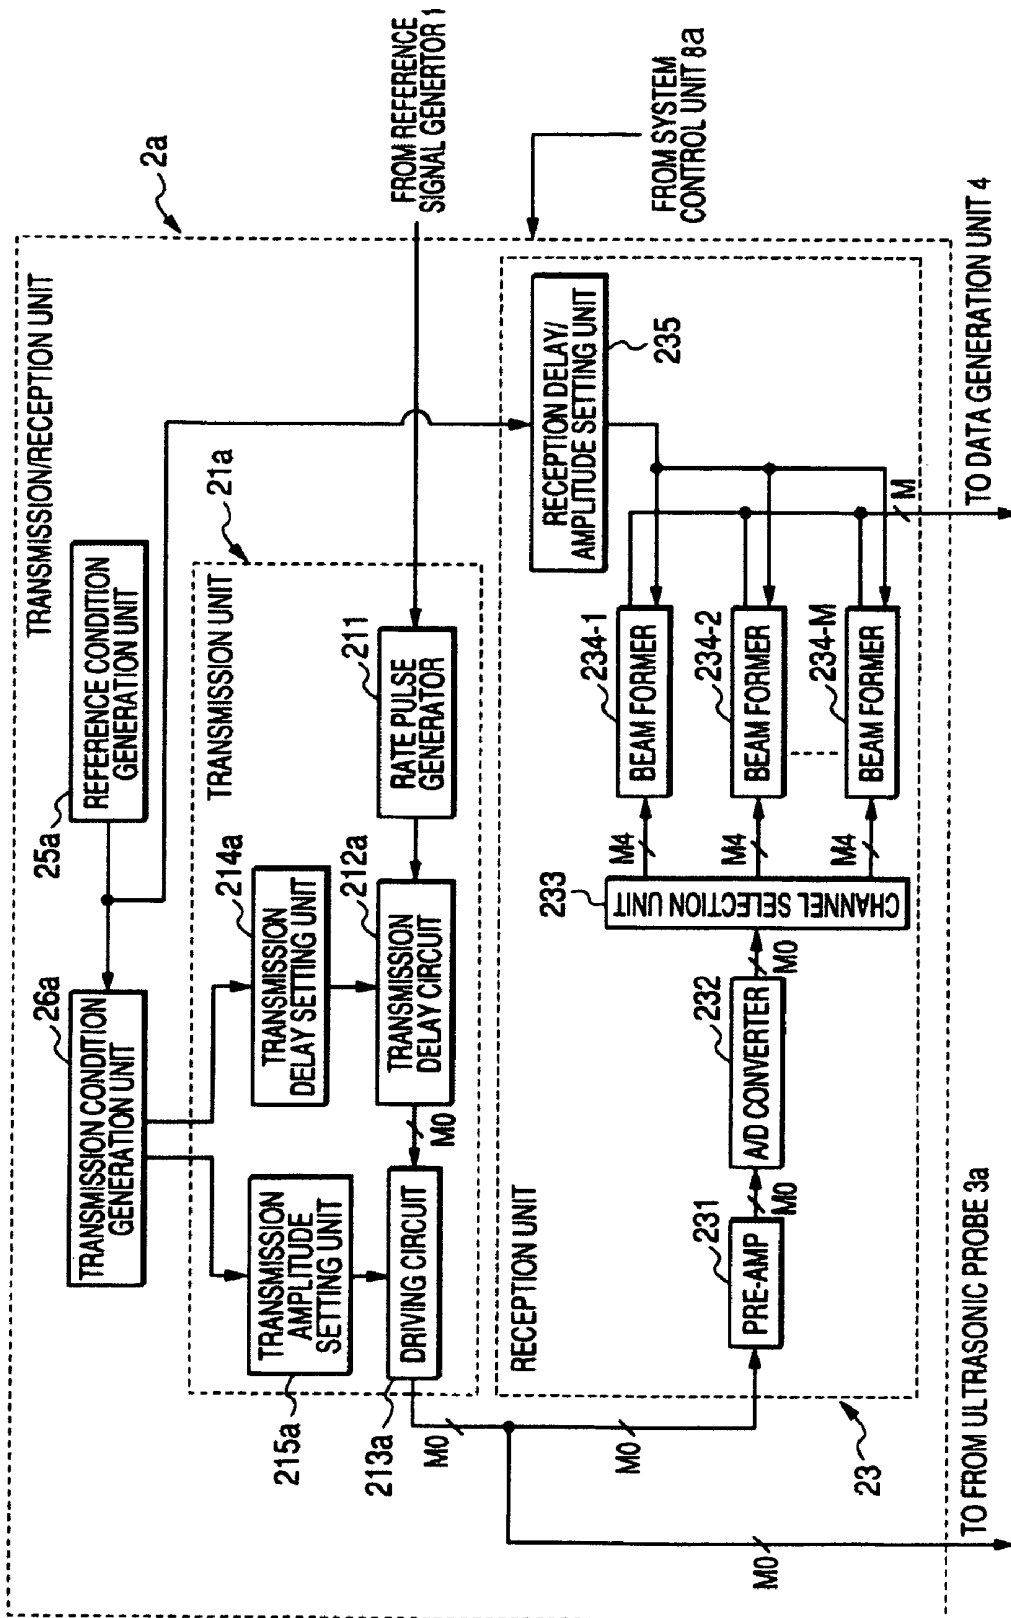 TRANSMISSION/RECEPTION UNIT
2a
25a
REFERENCE CONDITION
GENERATION UNIT
26a
TRANSMISSION CONDITION
GENERATION UNIT
TRANSMISSION UNIT
21a
214a
TRANSMISSION
DELAY SETTING UNIT
TRANSMISSION
AMPLITUDE
SETTING UNIT
215a
211
RATE PULSE
GENERATOR
212a
TRANSMISSION
DELAY CIRCUIT
M0
DRIVING CIRCUIT
213a
FROM REFERENCE
SIGNAL GENERTOR 1
FROM SYSTEM
CONTROL UNIT 8a
M0
M0
M0
RECEPTION UNIT
23
231
PRE-AMP
M0
232
A/D CONVERTER
M0
233
CHANNEL SELECTION UNIT
M4
M4
M4
234-1
BEAM FORMER
234-2
BEAM FORMER
234-M
BEAM FORMER
RECEPTION DELAY/
AMPLITUDE SETTING UNIT
235
M
TO DATA GENERATION UNIT 4
TO FROM ULTRASONIC PROBE 3a